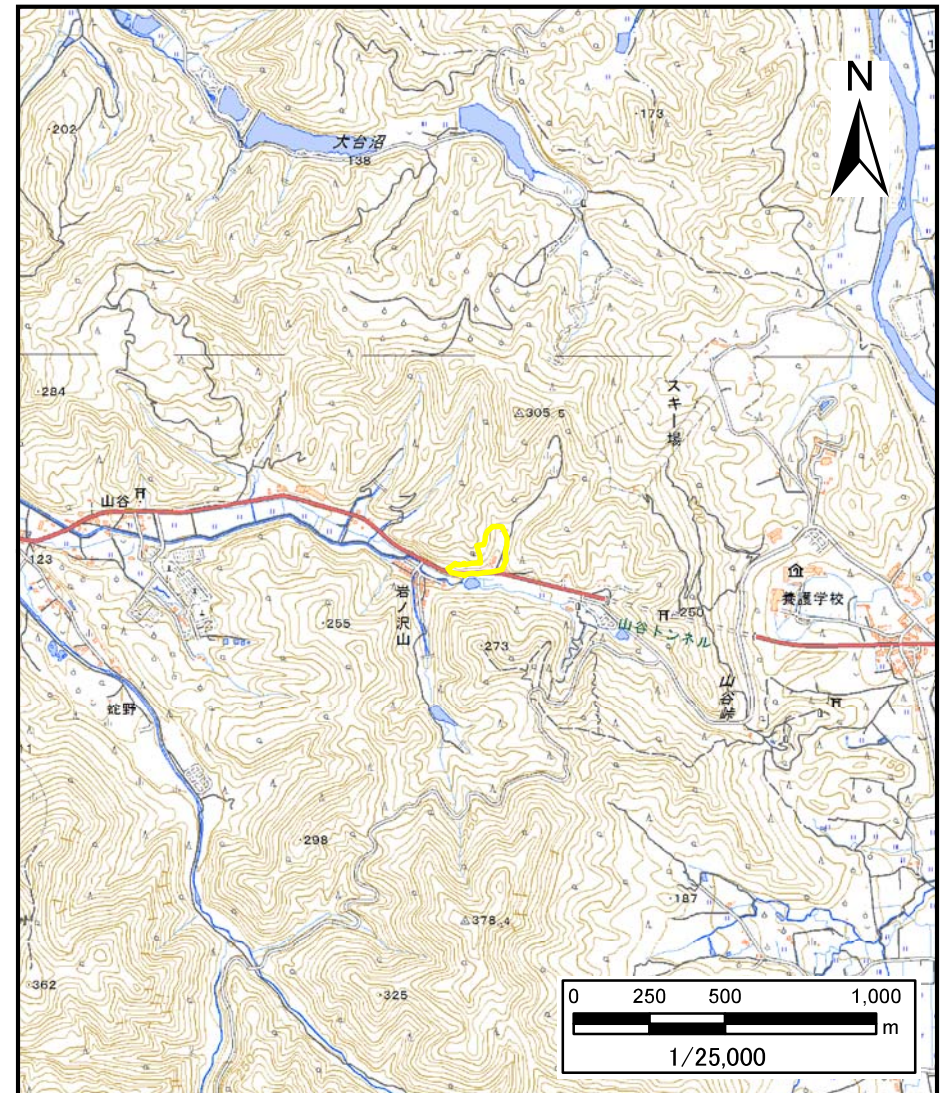 N
・202
大台沼
138
・173
・284
スキー場
△305.5
山谷
123
岩ノ沢山
・255
・273
・250
山谷トンネル
養護学校
山谷峠
蛇野
・298
・187
△378.4
・362
・325
150
0 250 500 1,000
m
1/25,000